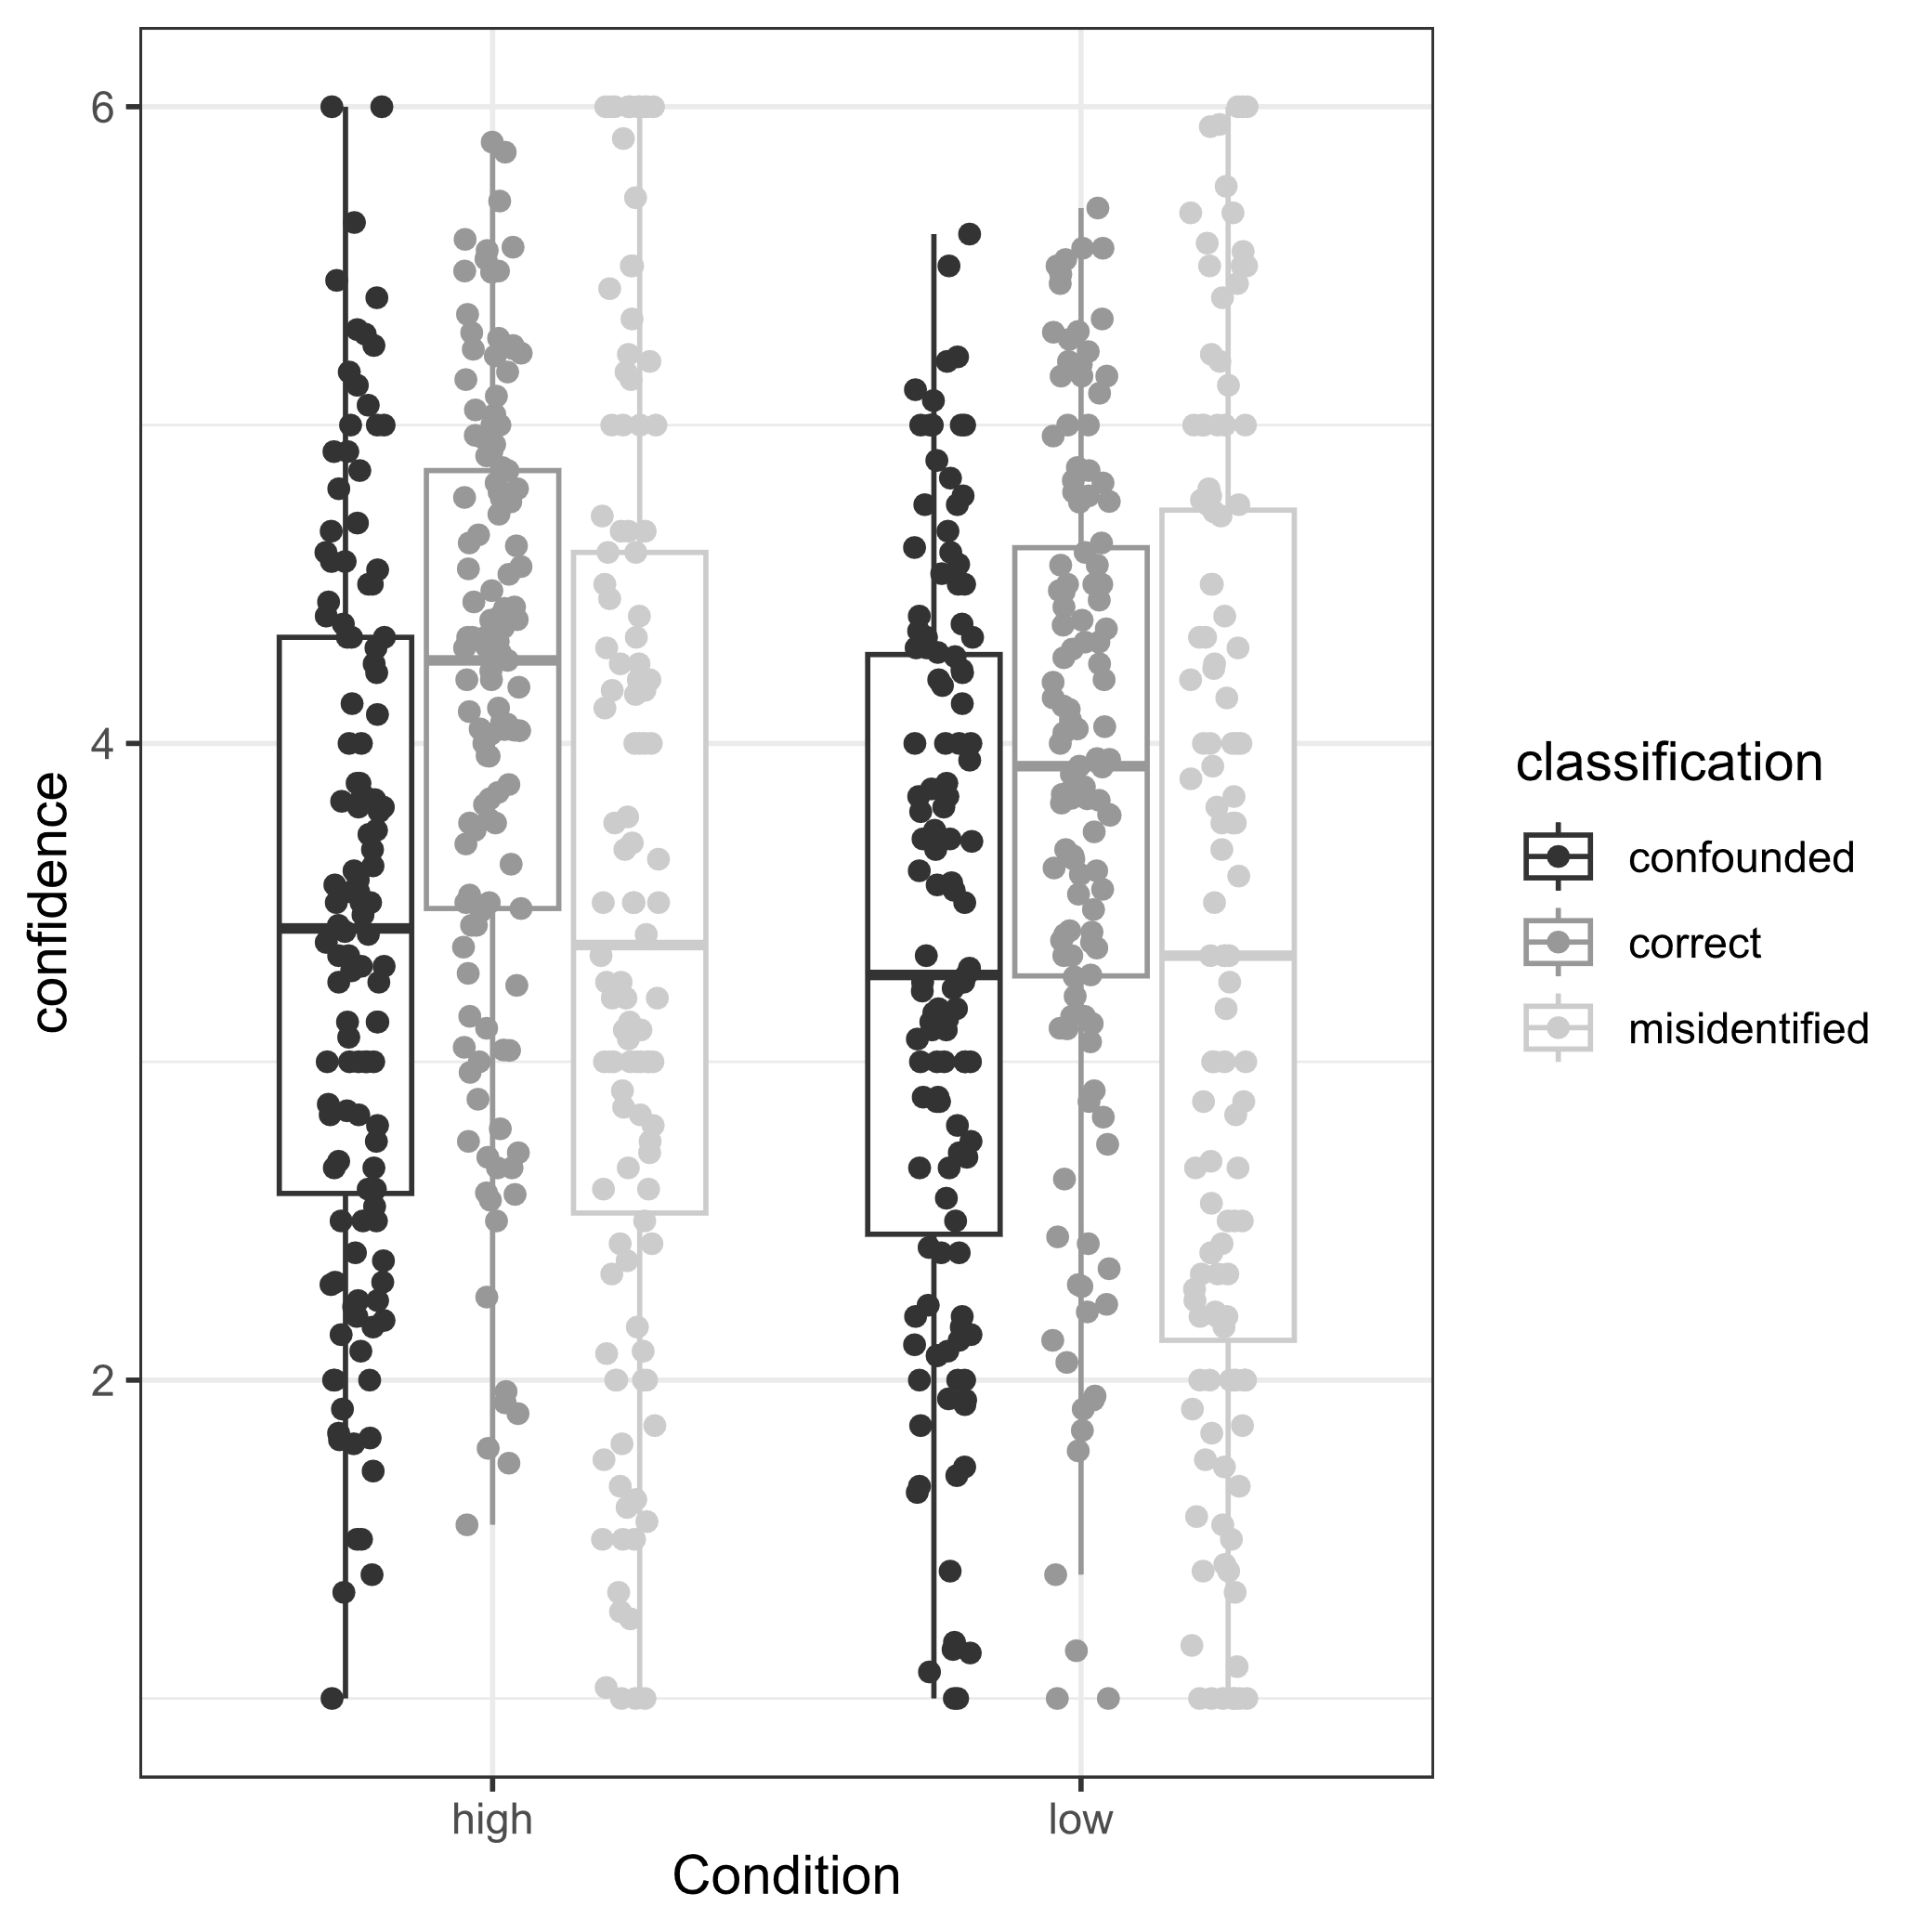 6
4
2
confidence
high
low
Condition
classification
confounded
correct
misidentified